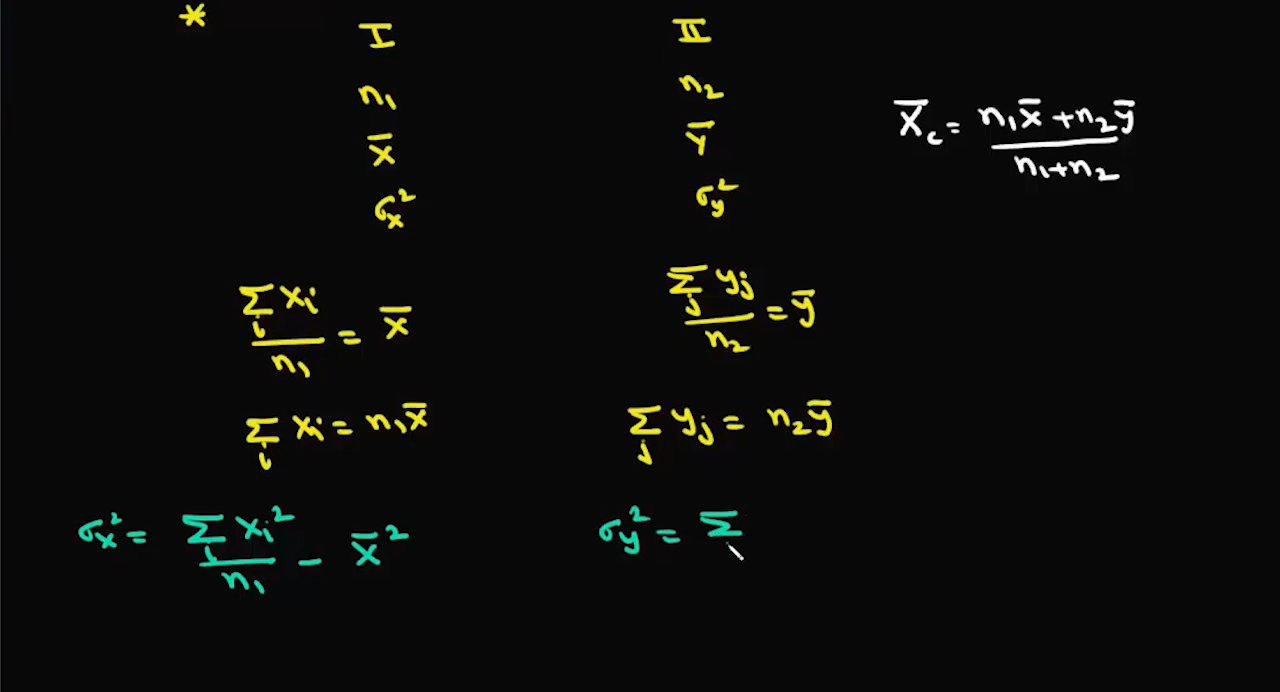 * I II
n₁ n₂
x̄ ȳ
σₓ² σᵧ²
X̄c = (n₁x̄ + n₂ȳ) / (n₁+n₂)
Σᵢ xᵢ / n₁ = x̄ Σⱼ yⱼ / n₂ = ȳ
Σᵢ xᵢ = n₁x̄ Σⱼ yⱼ = n₂ȳ
σₓ² = Σᵢ xᵢ² / n₁ - x̄² σᵧ² = Σ